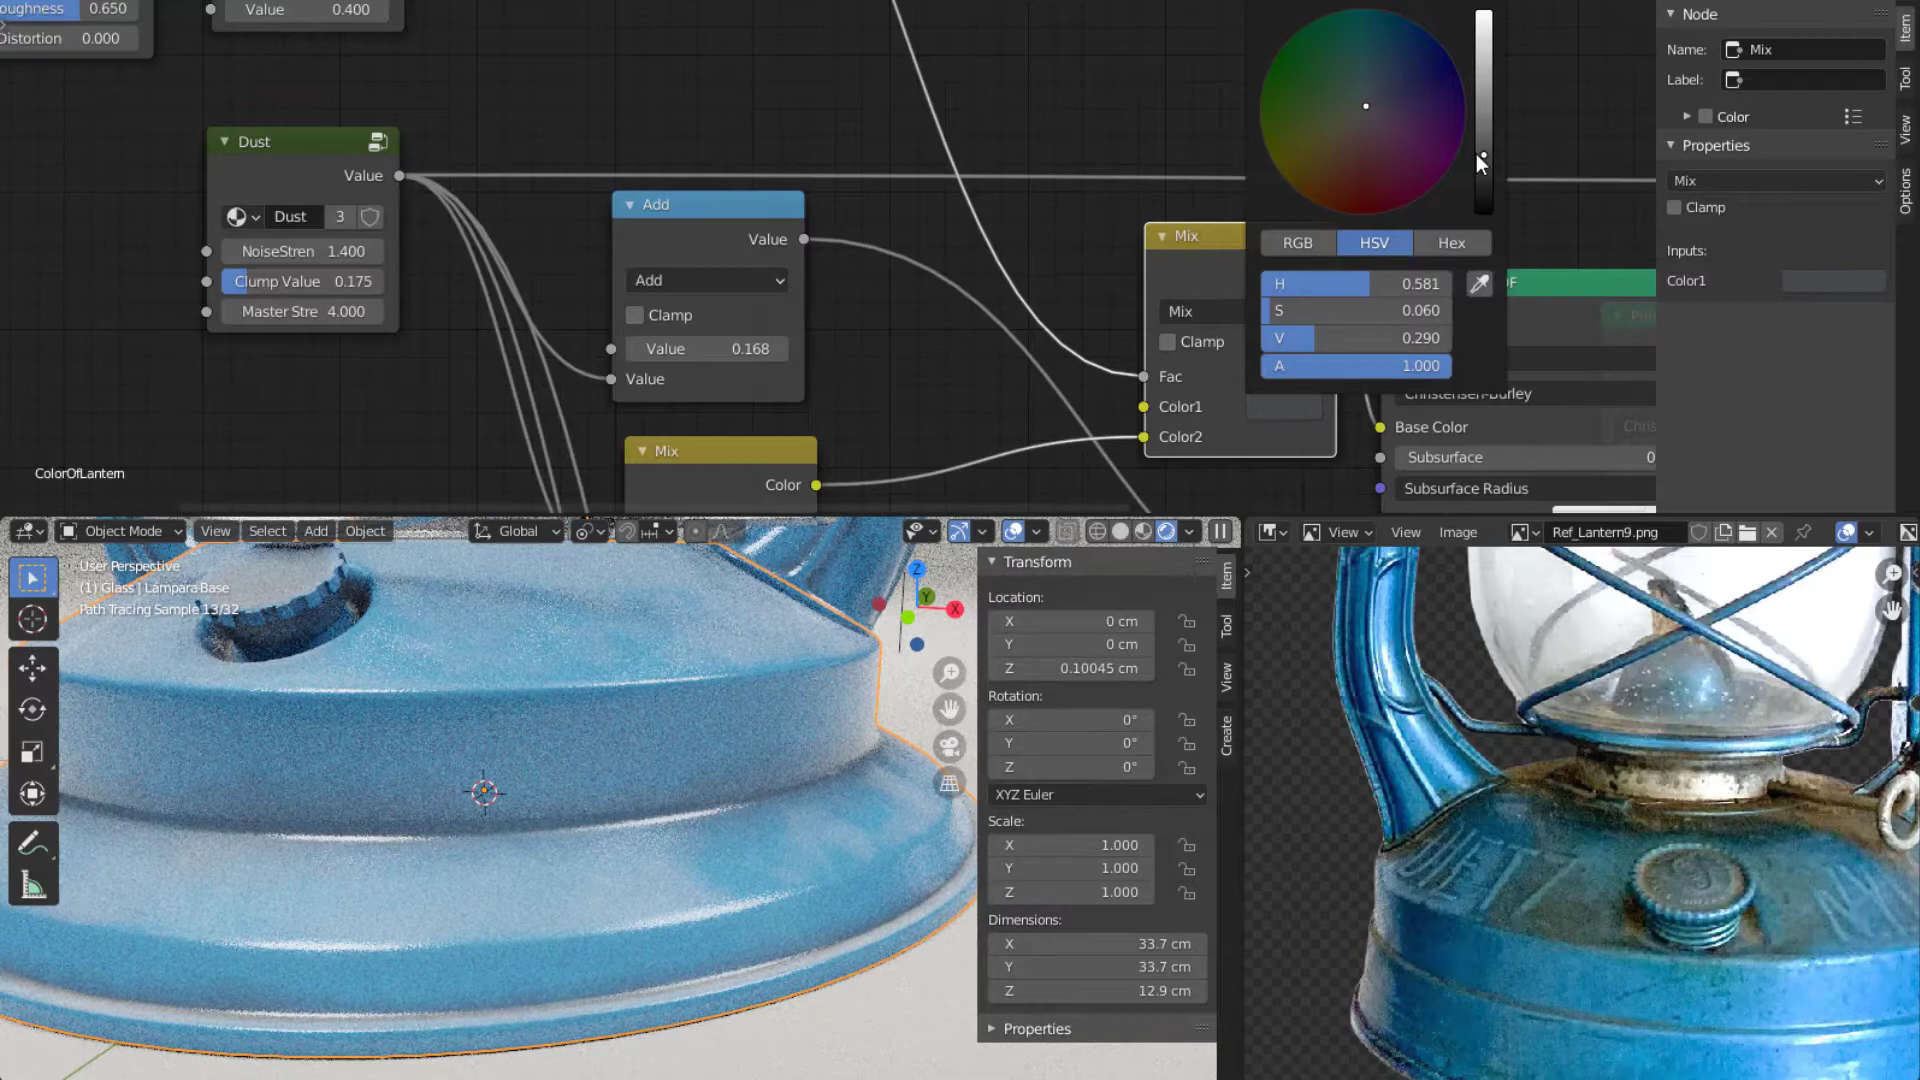 oughness 0.650
Distortion 0.000
Value 0.400
Dust
Value
Dust 3
NoiseStren 1.400
Clump Value 0.175
Master Stre 4.000
Add
Value
Add
Clamp
Value 0.168
Value
Mix
Color
Mix
Mix
Clamp
Fac
Color1
Color2
RGB HSV Hex
H 0.581
S 0.060
V 0.290
A 1.000
Christensen-Burley
Base Color
Subsurface 0
Subsurface Radius
Node
Name: Mix
Label:
Color
Properties
Mix
Clamp
Inputs:
Color1
Item
Tool
View
Options
ColorOfLantern
Object Mode View Select Add Object Global
User Perspective
(1) Glass | Lámpara Base
Path Tracing Sample 13/32
Z
Y
X
Transform
Location:
X 0 cm
Y 0 cm
Z 0.10045 cm
Rotation:
X 0°
Y 0°
Z 0°
XYZ Euler
Scale:
X 1.000
Y 1.000
Z 1.000
Dimensions:
X 33.7 cm
Y 33.7 cm
Z 12.9 cm
Properties
Item
Tool
View
Create
View View Image Ref_Lantern9.png